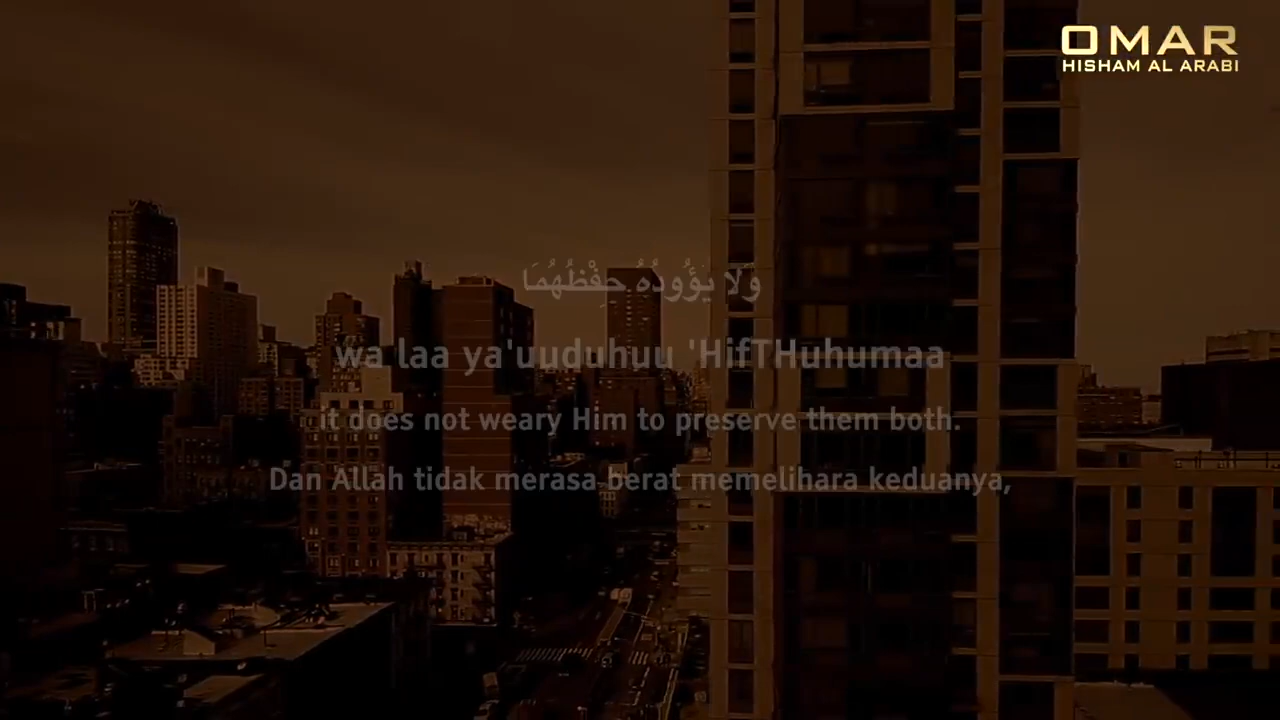 OMAR
HISHAM AL ARABI
وَلَا يَؤُودُهُ حِفْظُهُمَا
wa laa ya'uuduhuu 'HifTHuhumaa
it does not weary Him to preserve them both.
Dan Allah tidak merasa berat memelihara keduanya,